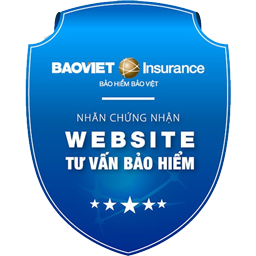 BAOVIET Insurance
BẢO HIỂM BẢO VIỆT
NHÃN CHỨNG NHẬN
WEBSITE
TƯ VẤN BẢO HIỂM